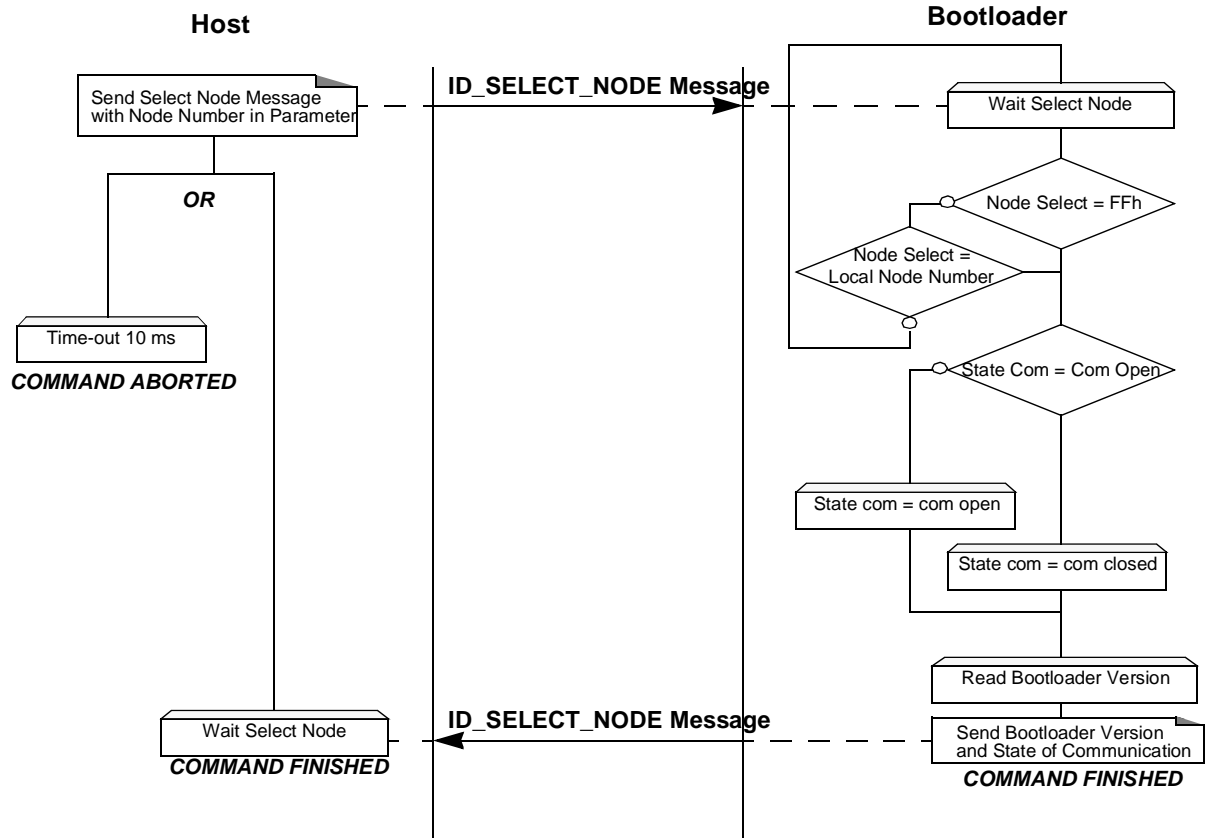 Host
Bootloader
Send Select Node Message
with Node Number in Parameter
ID_SELECT_NODE Message
Wait Select Node
OR
Node Select = FFh
Node Select =
Local Node Number
Time-out 10 ms
COMMAND ABORTED
State Com = Com Open
State com = com open
State com = com closed
Read Bootloader Version
Wait Select Node
COMMAND FINISHED
ID_SELECT_NODE Message
Send Bootloader Version
and State of Communication
COMMAND FINISHED